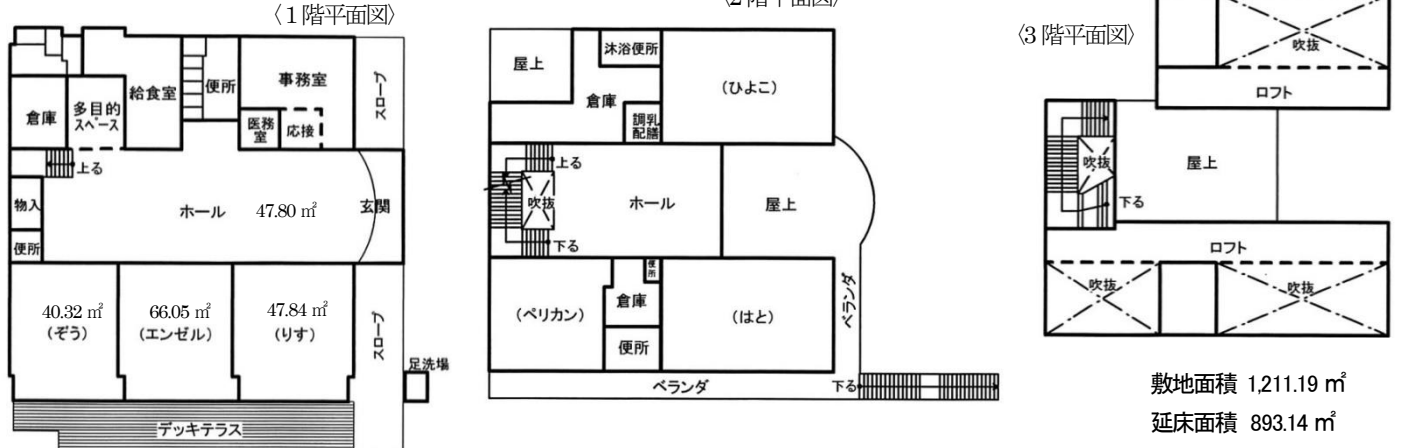 〈1階平面図〉
給食室
便所
事務室
スロープ
倉庫
多目的
スペース
医務
室
応接
上る
物入
ホール 47.80 ㎡
玄関
便所
40.32 ㎡
(ぞう)
66.05 ㎡
(エンゼル)
47.84 ㎡
(りす)
スロープ
足洗場
デッキテラス
〈2階平面図〉
屋上
沐浴便所
倉庫
調乳
配膳
(ひよこ)
上る
吹抜
ホール
屋上
下る
(ペリカン)
便所
倉庫
便所
(はと)
ベランダ
ベランダ
下る
〈3階平面図〉
吹抜
ロフト
吹抜
屋上
下る
ロフト
吹抜
吹抜
敷地面積 1,211.19 ㎡
延床面積 893.14 ㎡